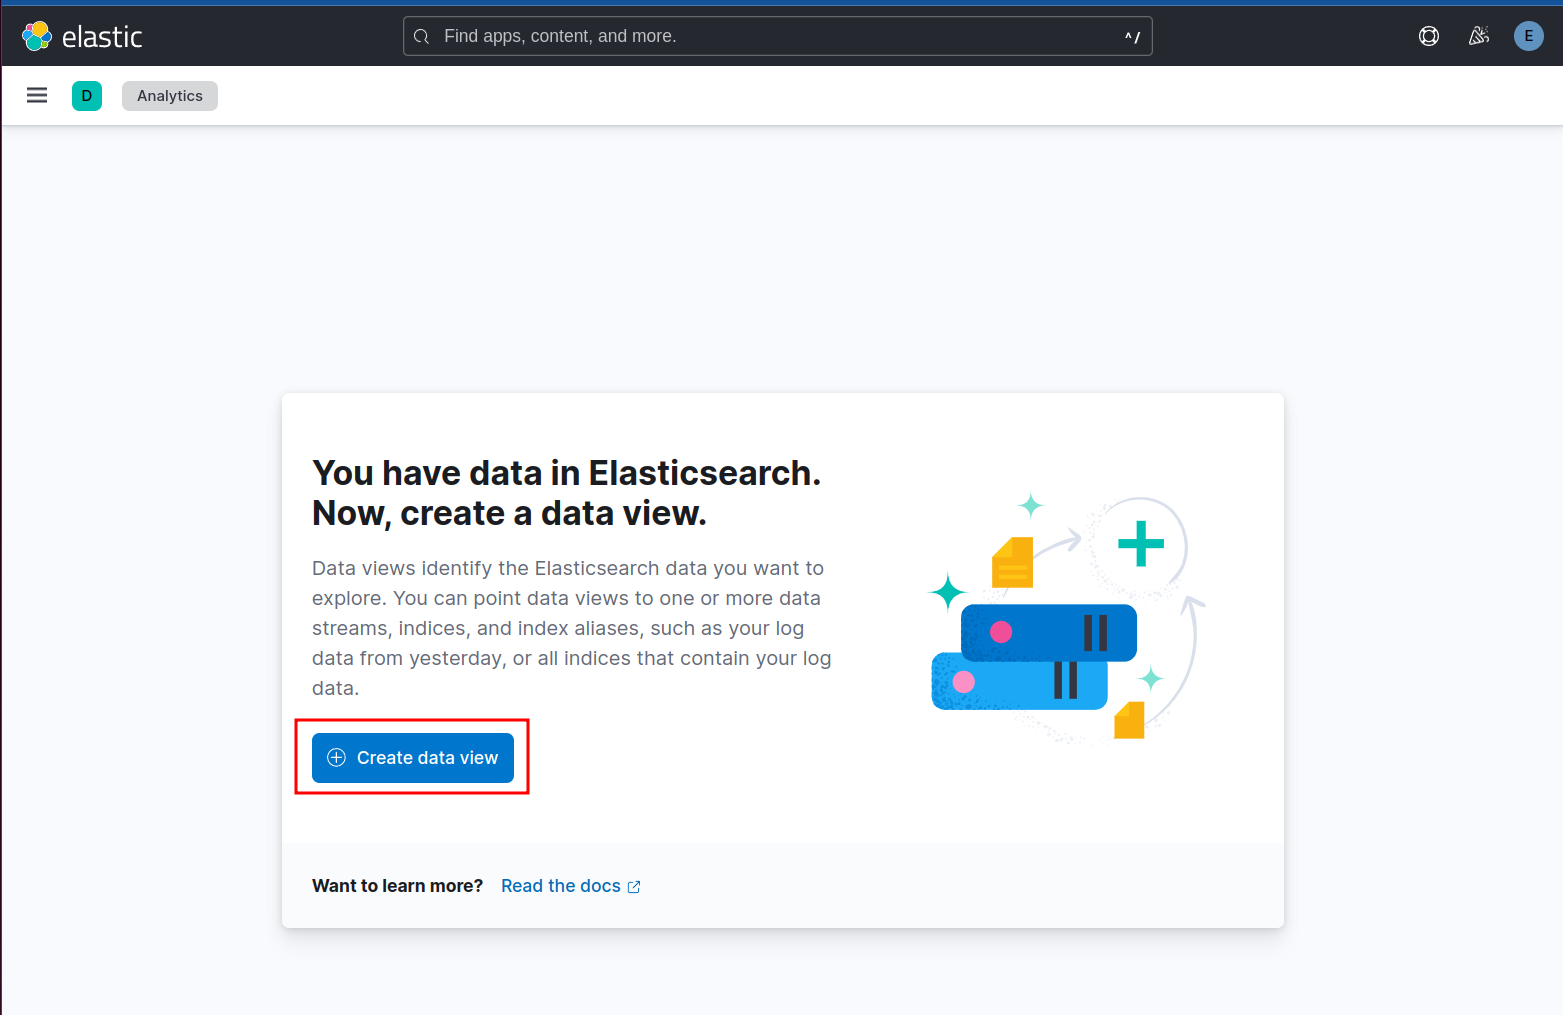 elastic
Find apps, content, and more.
^/
E
D
Analytics
You have data in Elasticsearch.
Now, create a data view.
Data views identify the Elasticsearch data you want to
explore. You can point data views to one or more data
streams, indices, and index aliases, such as your log
data from yesterday, or all indices that contain your log
data.
Create data view
Want to learn more? Read the docs